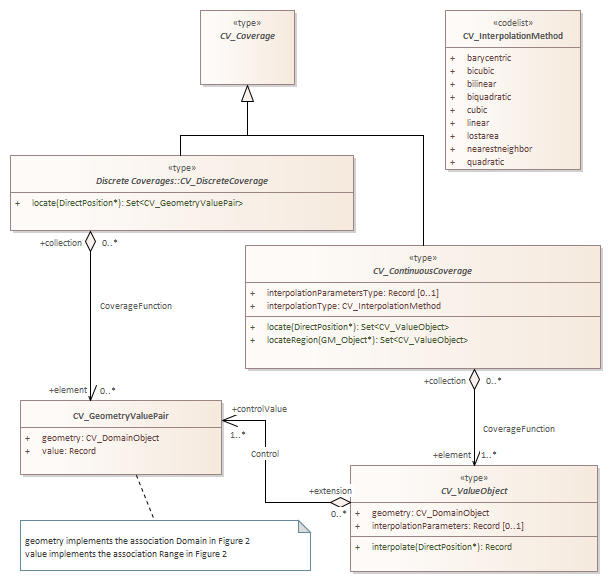 «type»
CV_Coverage
«codelist»
CV_InterpolationMethod
+ barycentric
+ bicubic
+ bilinear
+ biquadratic
+ cubic
+ linear
+ lostarea
+ nearestneighbor
+ quadratic
«type»
Discrete Coverages::CV_DiscreteCoverage
+ locate(DirectPosition*): Set<CV_GeometryValuePair>
+collection 0..*
CoverageFunction
+element 0..*
«type»
CV_ContinuousCoverage
+ interpolationParametersType: Record [0..1]
+ interpolationType: CV_InterpolationMethod
+ locate(DirectPosition*): Set<CV_ValueObject>
+ locateRegion(GM_Object*): Set<CV_ValueObject>
+collection 0..*
CoverageFunction
+element 1..*
CV_GeometryValuePair
+ geometry: CV_DomainObject
+ value: Record
+controlValue
1..*
Control
+extension
0..*
«type»
CV_ValueObject
+ geometry: CV_DomainObject
+ interpolationParameters: Record [0..1]
+ interpolate(DirectPosition*): Record
geometry implements the association Domain in Figure 2
value implements the association Range in Figure 2